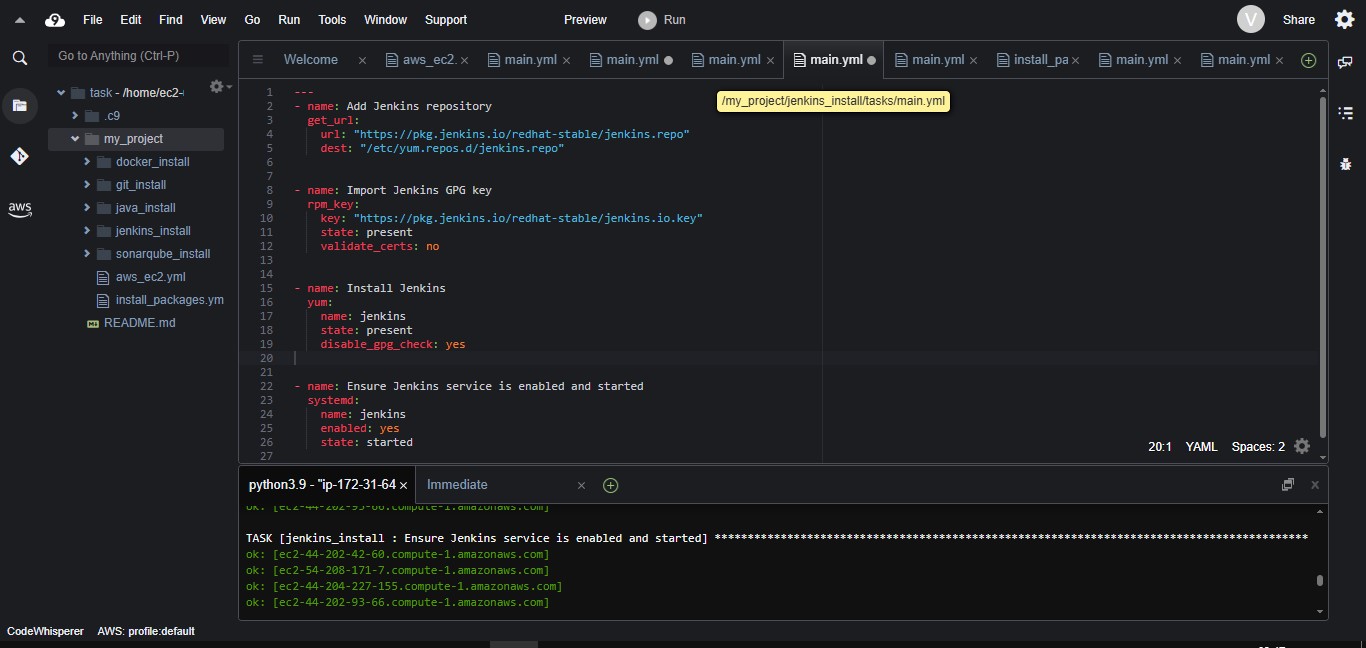 File Edit Find View Go Run Tools Window Support Preview Run V Share
Go to Anything (Ctrl-P)
Welcome aws_ec2. main.yml main.yml main.yml main.yml main.yml install_pa main.yml main.yml
/my_project/jenkins_install/tasks/main.yml
task - /home/ec2-
.c9
my_project
docker_install
git_install
java_install
jenkins_install
sonarqube_install
aws_ec2.yml
install_packages.ym
README.md
aws
1 ---
2 - name: Add Jenkins repository
3 get_url:
4 url: "https://pkg.jenkins.io/redhat-stable/jenkins.repo"
5 dest: "/etc/yum.repos.d/jenkins.repo"
6
7
8 - name: Import Jenkins GPG key
9 rpm_key:
10 key: "https://pkg.jenkins.io/redhat-stable/jenkins.io.key"
11 state: present
12 validate_certs: no
13
14
15 - name: Install Jenkins
16 yum:
17 name: jenkins
18 state: present
19 disable_gpg_check: yes
20
21
22 - name: Ensure Jenkins service is enabled and started
23 systemd:
24 name: jenkins
25 enabled: yes
26 state: started
27
20:1 YAML Spaces: 2
python3.9 - "ip-172-31-64 Immediate
ok: [ec2-44-202-93-66.compute-1.amazonaws.com]
TASK [jenkins_install : Ensure Jenkins service is enabled and started] ******************************************************************************************
ok: [ec2-44-202-42-60.compute-1.amazonaws.com]
ok: [ec2-54-208-171-7.compute-1.amazonaws.com]
ok: [ec2-44-204-227-155.compute-1.amazonaws.com]
ok: [ec2-44-202-93-66.compute-1.amazonaws.com]
CodeWhisperer AWS: profile:default